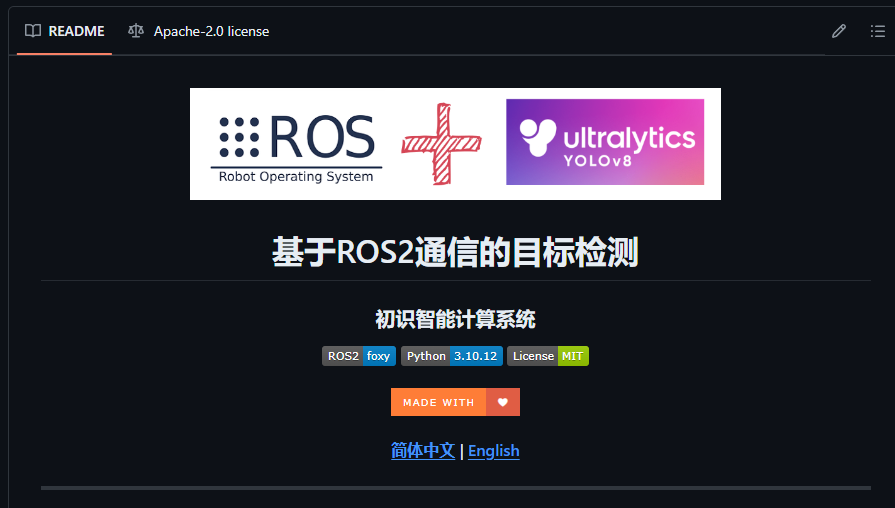 README Apache-2.0 license
ROS
Robot Operating System
ultralytics
YOLOv8
基于ROS2通信的目标检测
初识智能计算系统
ROS2 foxy Python 3.10.12 License MIT
MADE WITH
简体中文 | English